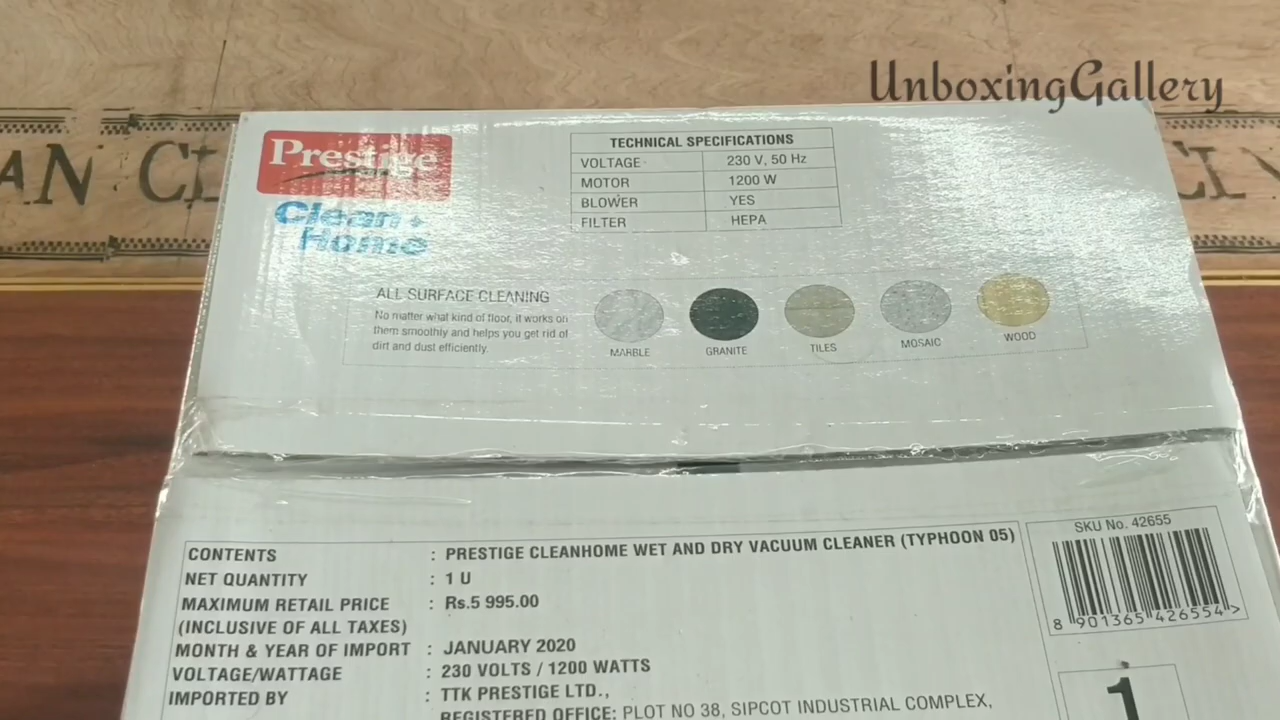 UnboxingGallery
AN CL
CL
Prestige
Clean+
Home
TECHNICAL SPECIFICATIONS
VOLTAGE 230 V, 50 Hz
MOTOR 1200 W
BLOWER YES
FILTER HEPA
ALL SURFACE CLEANING
No matter what kind of floor, it works on
them smoothly and helps you get rid of
dirt and dust efficiently.
MARBLE GRANITE TILES MOSAIC WOOD
CONTENTS : PRESTIGE CLEANHOME WET AND DRY VACUUM CLEANER (TYPHOON 05)
NET QUANTITY : 1 U
MAXIMUM RETAIL PRICE : Rs.5 995.00
(INCLUSIVE OF ALL TAXES)
MONTH & YEAR OF IMPORT : JANUARY 2020
VOLTAGE/WATTAGE : 230 VOLTS / 1200 WATTS
IMPORTED BY : TTK PRESTIGE LTD.,
REGISTERED OFFICE: PLOT NO 38, SIPCOT INDUSTRIAL COMPLEX,
SKU No. 42655
8 901365 426554 >
1